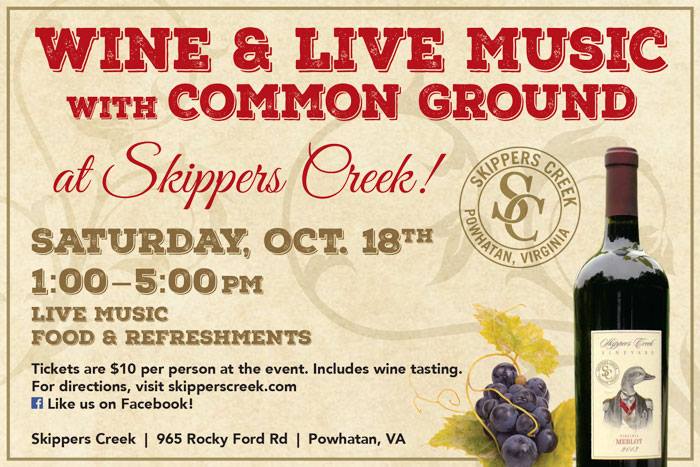 WINE & LIVE MUSIC
WITH COMMON GROUND
at Skippers Creek!
SKIPPERS CREEK
SC
POWHATAN, VIRGINIA
SATURDAY, OCT. 18TH
1:00–5:00 PM
LIVE MUSIC
FOOD & REFRESHMENTS
Tickets are $10 per person at the event. Includes wine tasting.
For directions, visit skipperscreek.com
f Like us on Facebook!
Skippers Creek | 965 Rocky Ford Rd | Powhatan, VA
Skippers Creek
VINEYARD
VIRGINIA
MERLOT